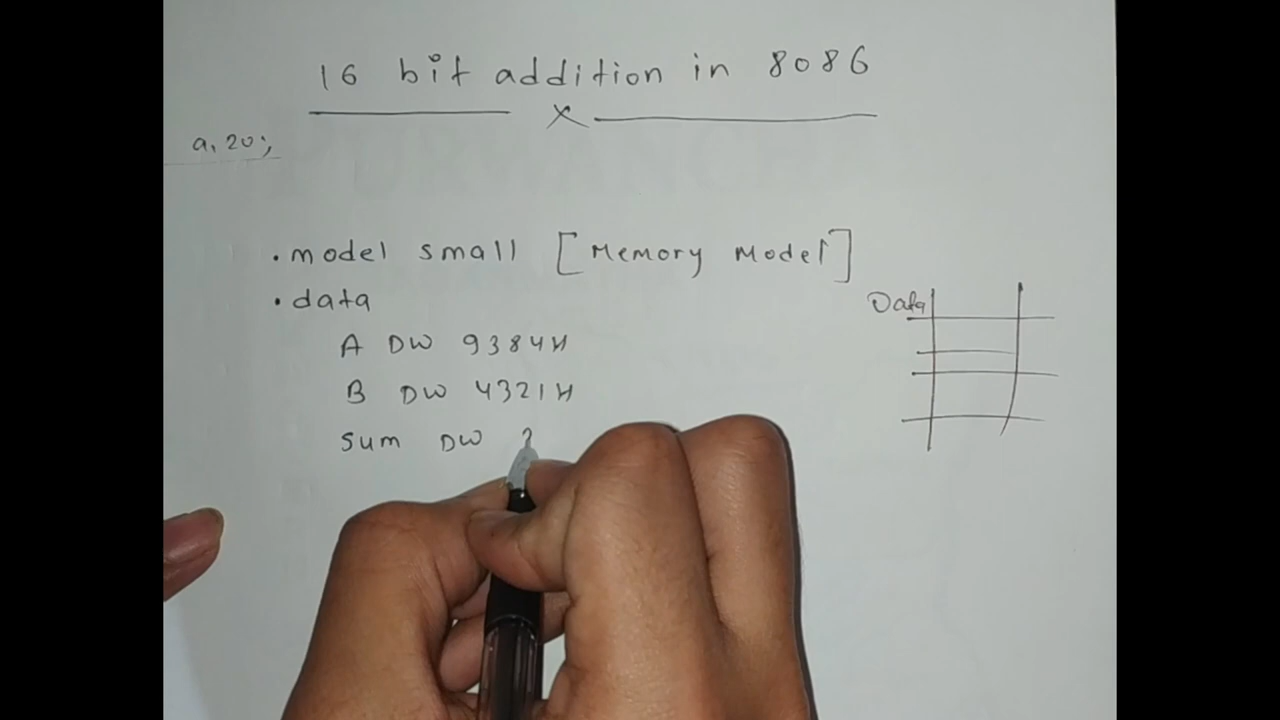 16 bit addition in 8086
x
a, 20;
.model small [Memory Model]
.data
Data
A DW 9384H
B DW 4321H
Sum DW ?